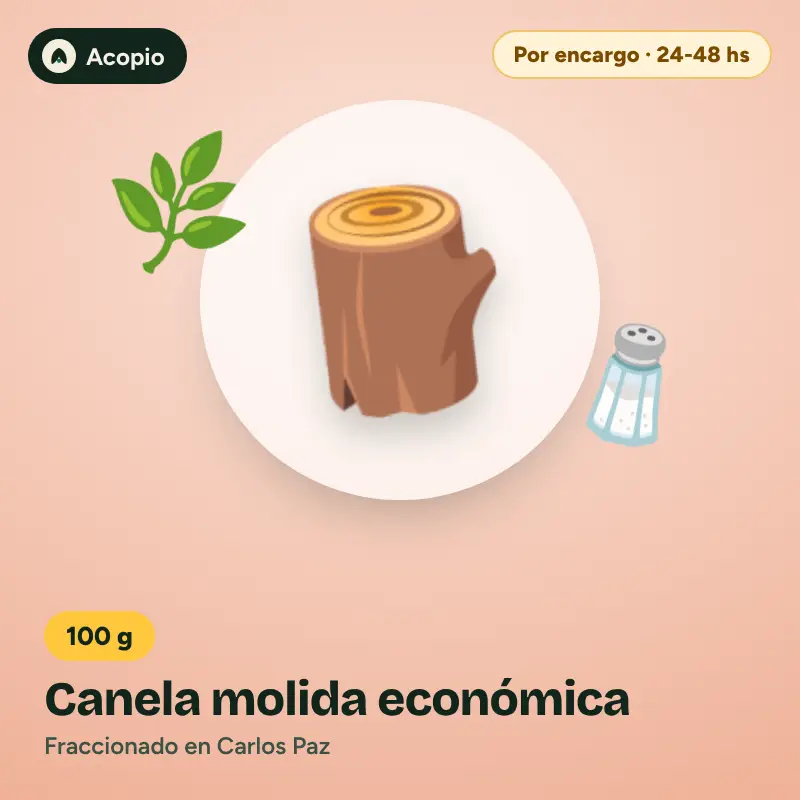 Acopio
Por encargo · 24-48 hs
100 g
Canela molida económica
Fraccionado en Carlos Paz